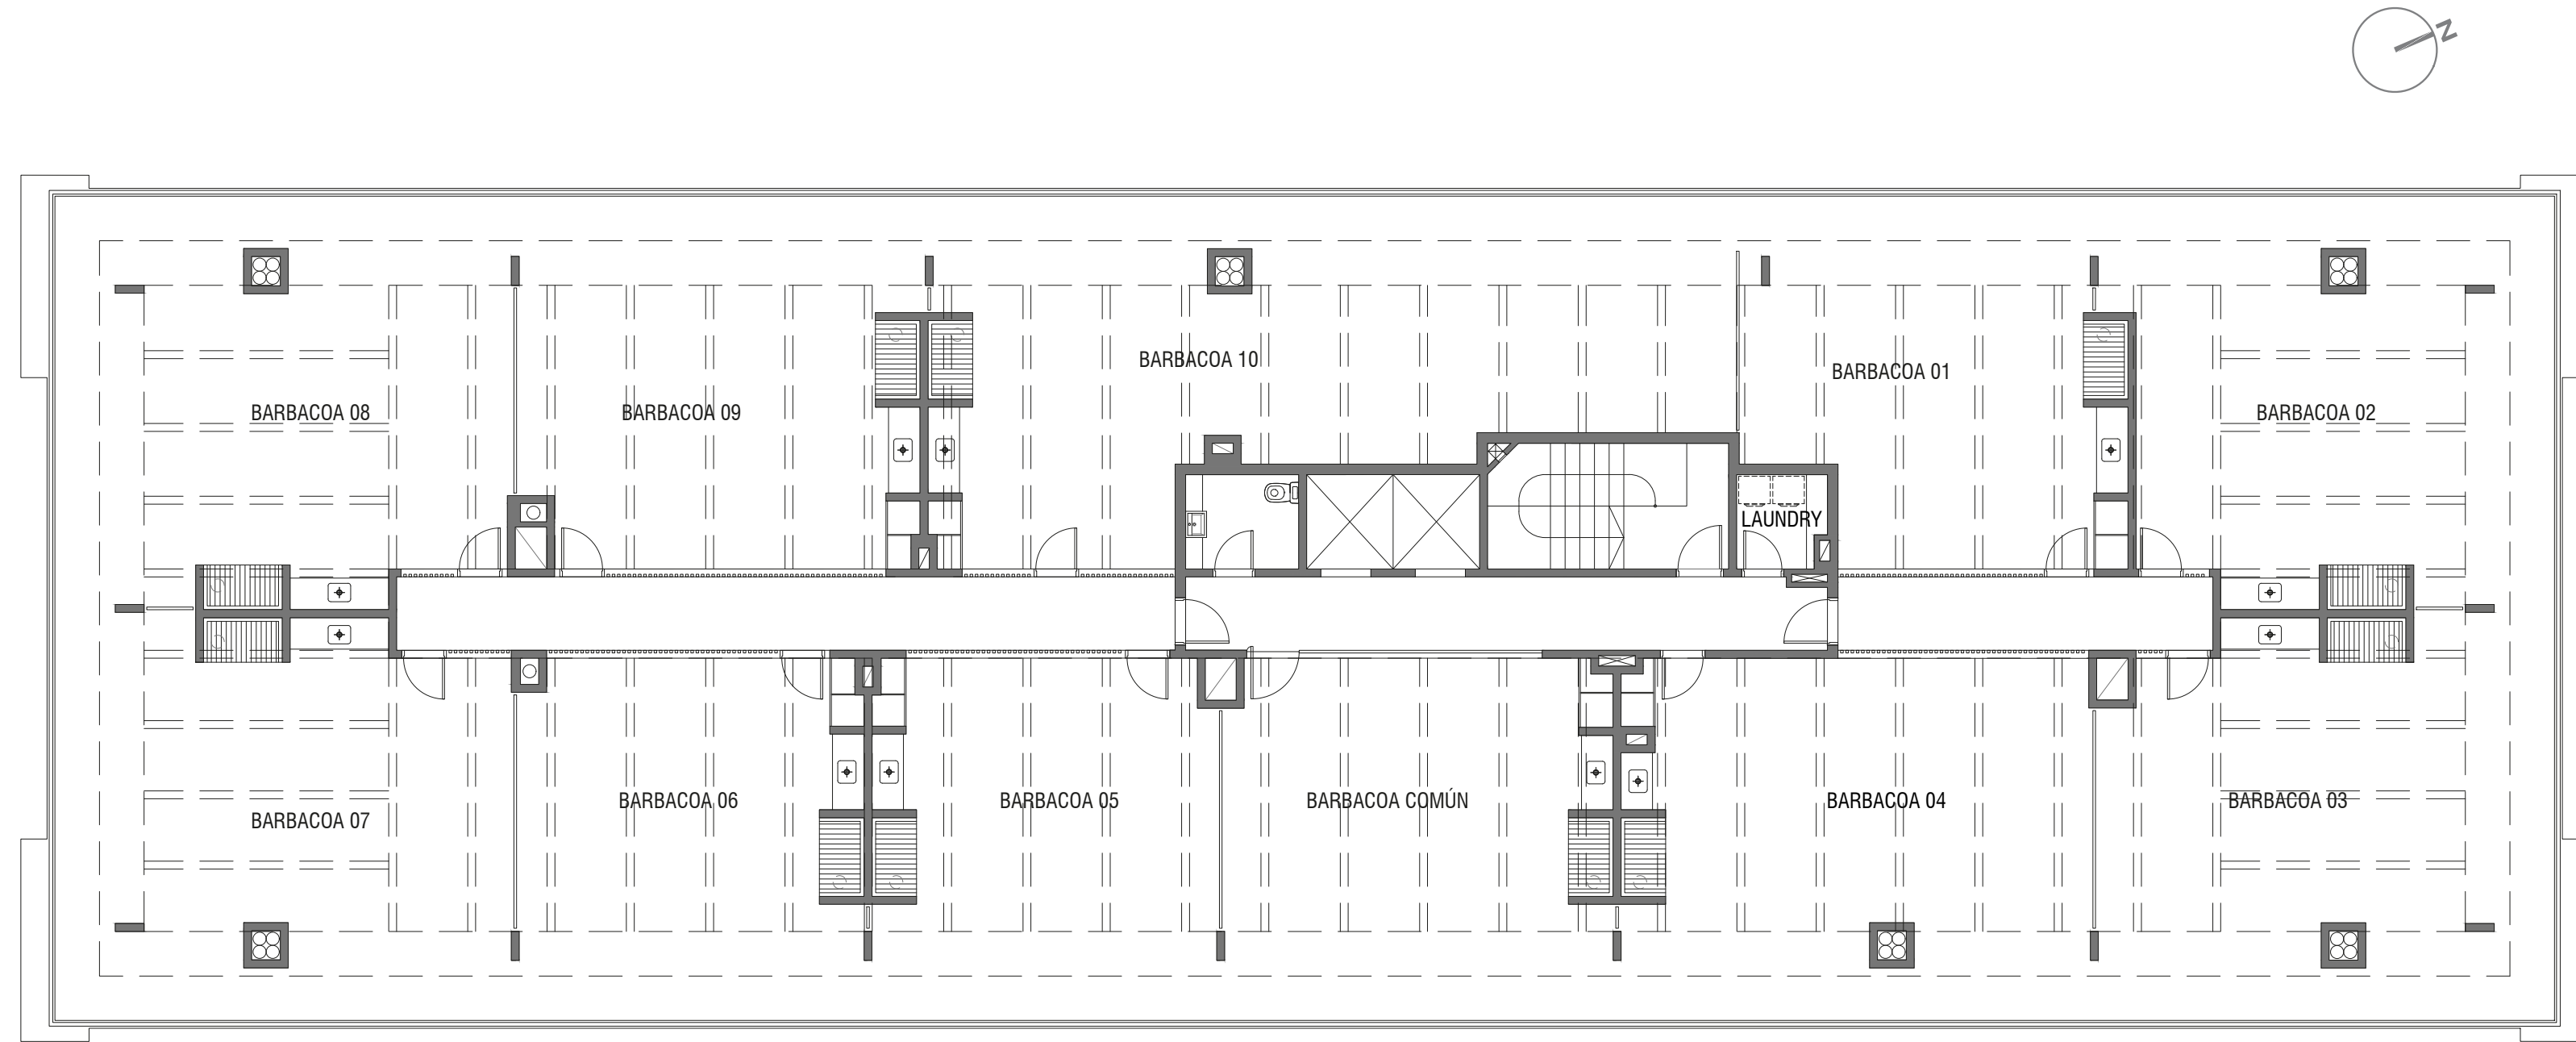 N
BARBACOA 10
BARBACOA 01
BARBACOA 08
BARBACOA 09
BARBACOA 02
LAUNDRY
BARBACOA 07
BARBACOA 06
BARBACOA 05
BARBACOA COMÚN
BARBACOA 04
BARBACOA 03